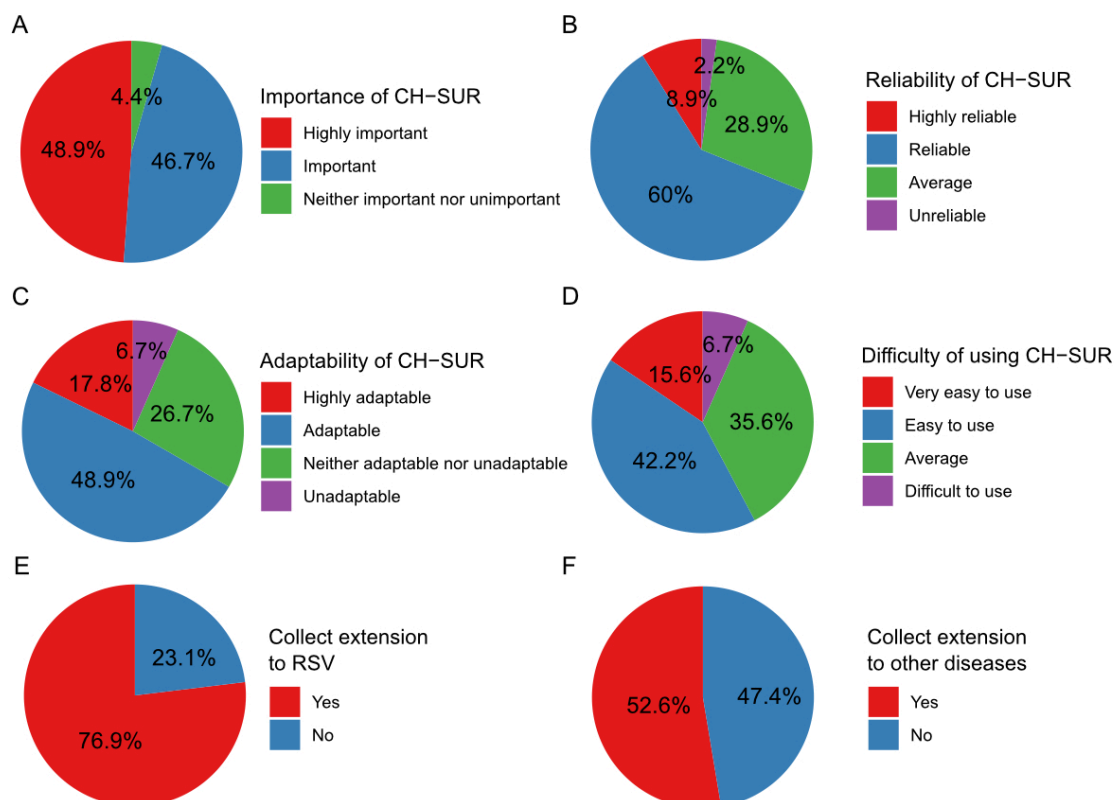 A
4.4%
48.9%
46.7%
Importance of CH−SUR
Highly important
Important
Neither important nor unimportant
B
2.2%
8.9%
28.9%
60%
Reliability of CH−SUR
Highly reliable
Reliable
Average
Unreliable
C
6.7%
17.8%
26.7%
48.9%
Adaptability of CH−SUR
Highly adaptable
Adaptable
Neither adaptable nor unadaptable
Unadaptable
D
6.7%
15.6%
35.6%
42.2%
Difficulty of using CH−SUR
Very easy to use
Easy to use
Average
Difficult to use
E
23.1%
76.9%
Collect extension
to RSV
Yes
No
F
52.6%
47.4%
Collect extension
to other diseases
Yes
No